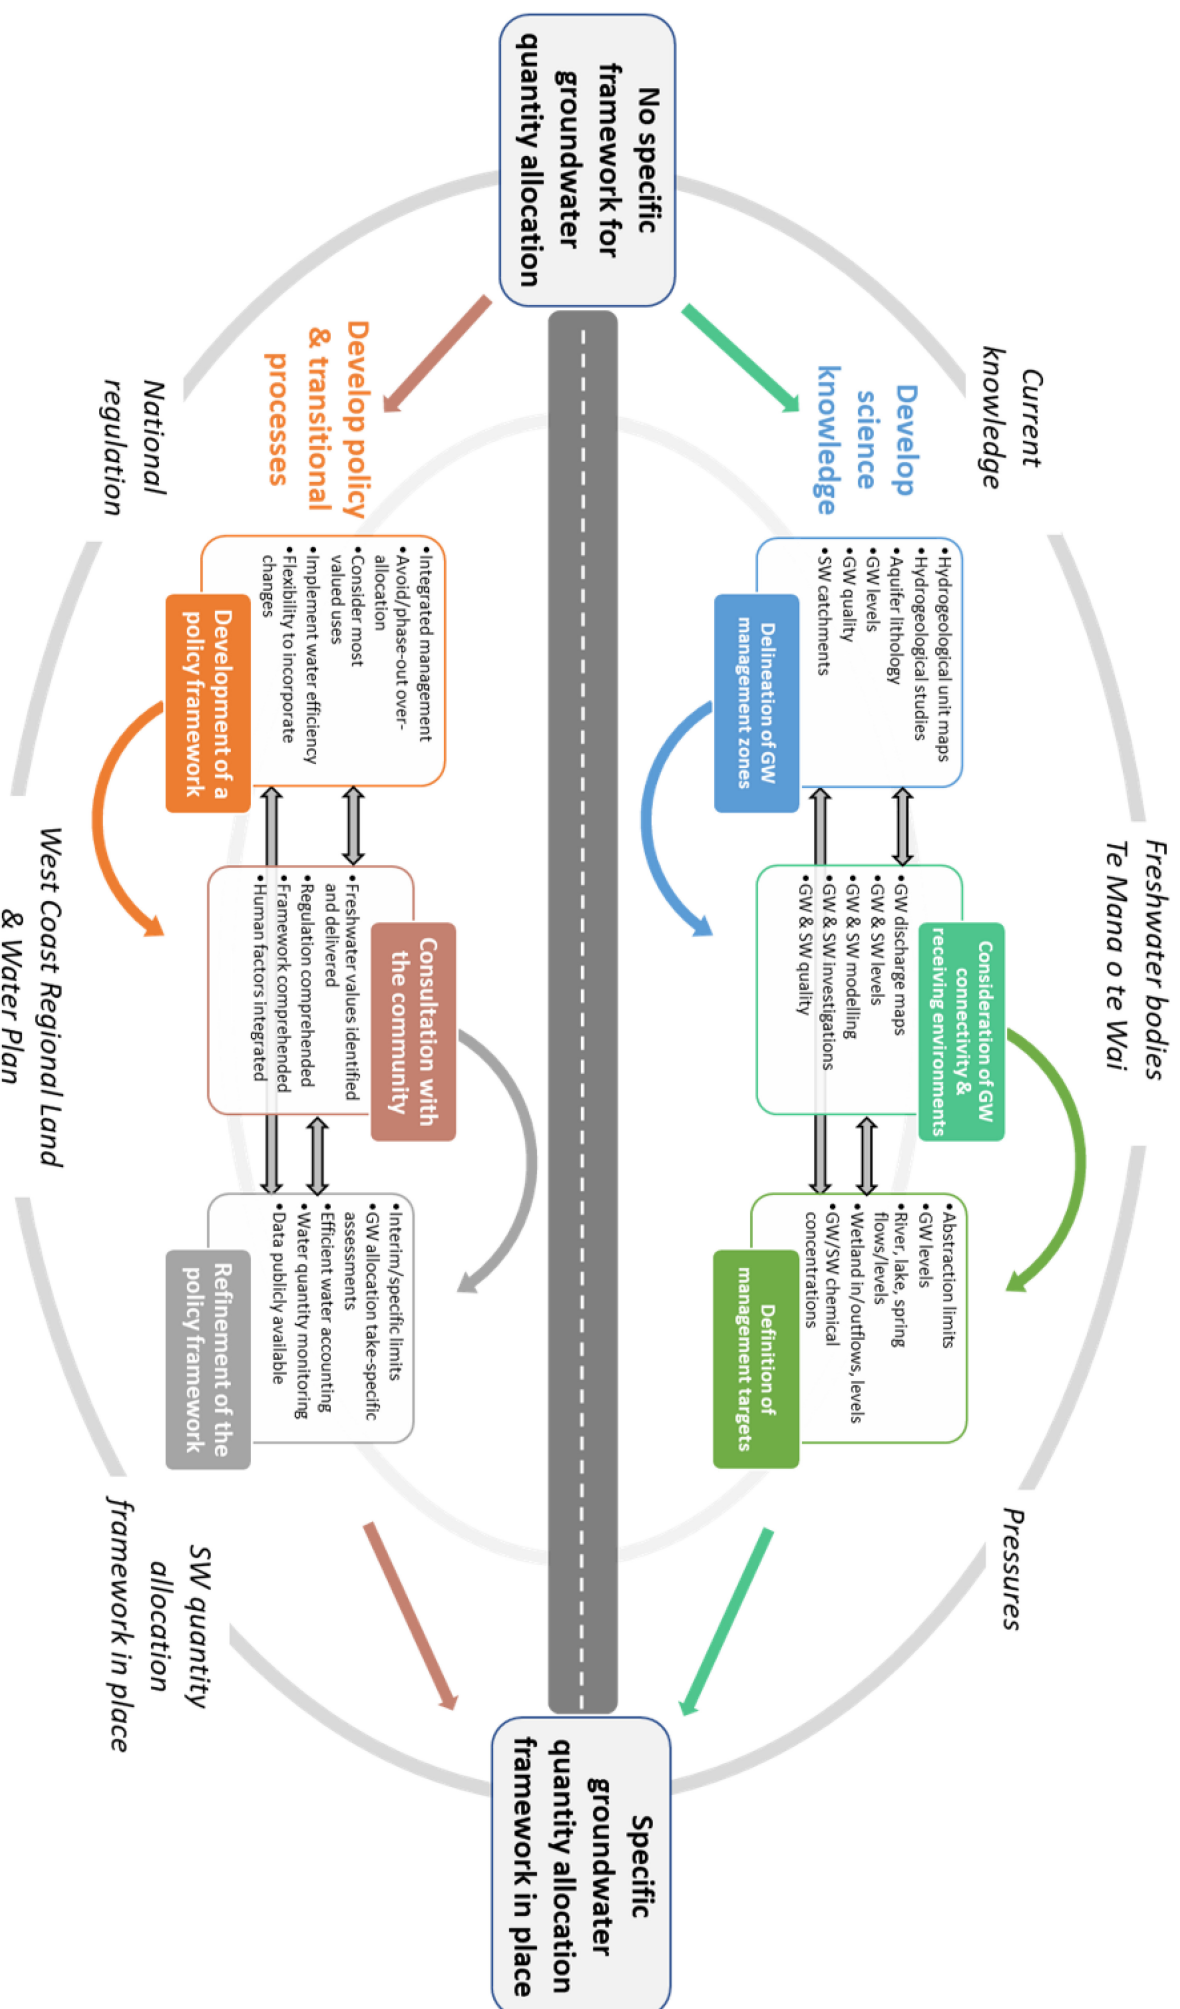 No specific
framework for
groundwater
quantity allocation
Current
knowledge
Freshwater bodies
Te Mana o te Wai
Pressures
Develop
science
knowledge
•Hydrogeological unit maps
•Hydrogeological studies
•Aquifer lithology
•GW levels
•GW quality
•SW catchments
Delineation of GW
management zones
Consideration of GW
connectivity &
receiving environments
•GW discharge maps
•GW & SW levels
•GW & SW modelling
•GW & SW investigations
•GW & SW quality
•Abstraction limits
•GW levels
•River, lake, spring
flows/levels
•Wetland in/outflows, levels
•GW/SW chemical
concentrations
Definition of
management targets
Develop policy
& transitional
processes
•Integrated management
•Avoid/phase-out over-
allocation
•Consider most
valued uses
•Implement water efficiency
•Flexibility to incorporate
changes
Development of a
policy framework
Consultation with
the community
•Freshwater values identified
and delivered
•Regulation comprehended
•Framework comprehended
•Human factors integrated
•Interim/specific limits
•GW allocation take-specific
assessments
•Efficient water accounting
•Water quantity monitoring
•Data publicly available
Refinement of the
policy framework
National
regulation
West Coast Regional Land
& Water Plan
SW quantity
allocation
framework in place
Specific
groundwater
quantity allocation
framework in place